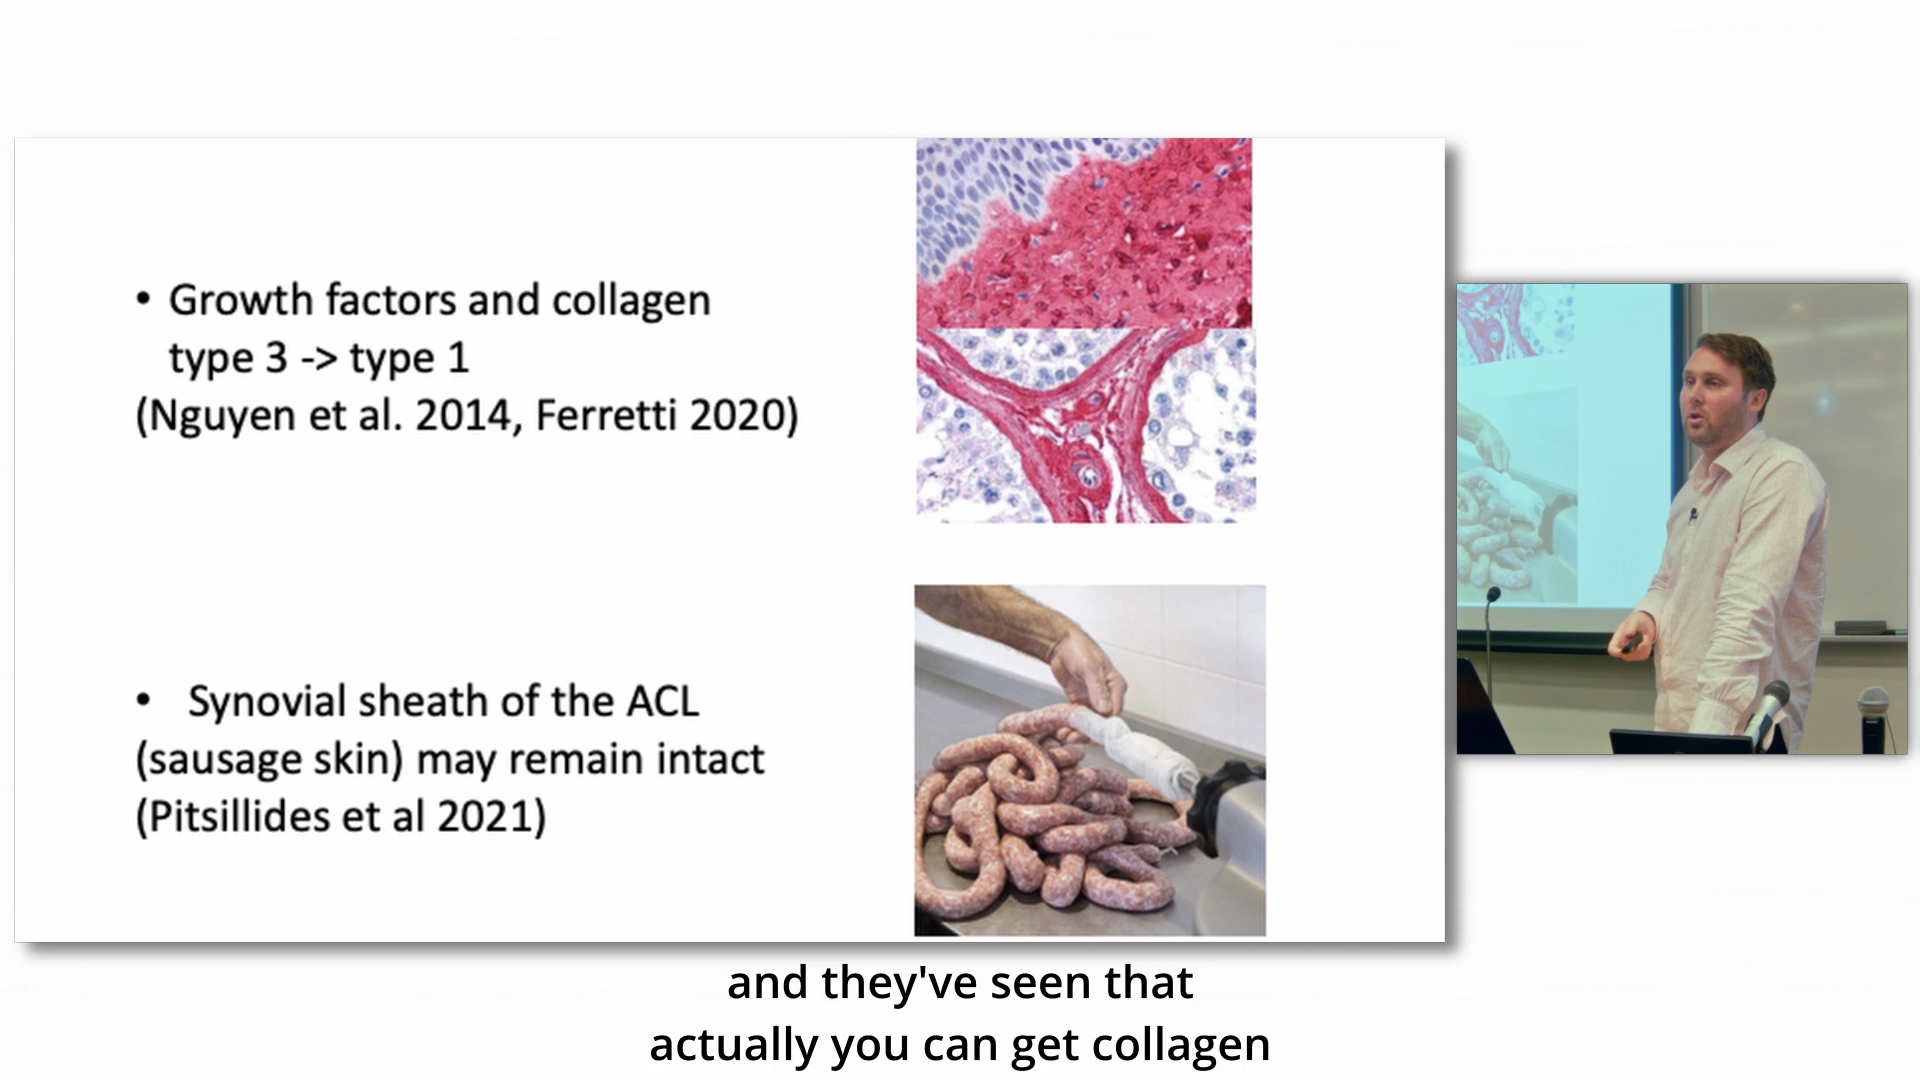 • Growth factors and collagen
type 3 -> type 1
(Nguyen et al. 2014, Ferretti 2020)
• Synovial sheath of the ACL
(sausage skin) may remain intact
(Pitsillides et al 2021)
and they've seen that
actually you can get collagen